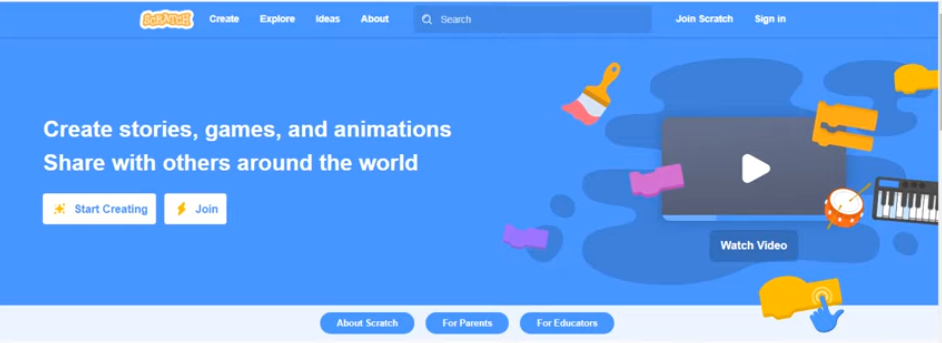 SCRATCH Create Explore Ideas About Search Join Scratch Sign in
Create stories, games, and animations
Share with others around the world
Start Creating Join
Watch Video
About Scratch For Parents For Educators